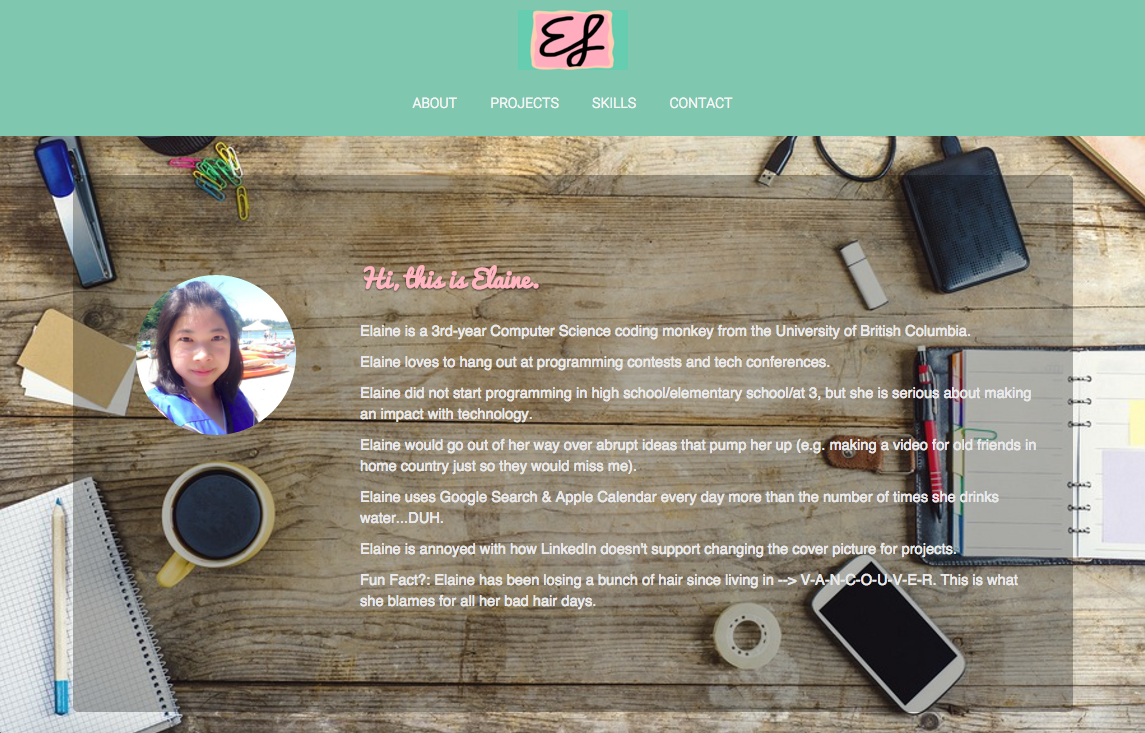 EL
ABOUT PROJECTS SKILLS CONTACT
Hi, this is Elaine.
Elaine is a 3rd-year Computer Science coding monkey from the University of British Columbia.
Elaine loves to hang out at programming contests and tech conferences.
Elaine did not start programming in high school/elementary school/at 3, but she is serious about making
an impact with technology.
Elaine would go out of her way over abrupt ideas that pump her up (e.g. making a video for old friends in
home country just so they would miss me).
Elaine uses Google Search & Apple Calendar every day more than the number of times she drinks
water...DUH.
Elaine is annoyed with how LinkedIn doesn't support changing the cover picture for projects.
Fun Fact?: Elaine has been losing a bunch of hair since living in --> V-A-N-C-O-U-V-E-R. This is what
she blames for all her bad hair days.